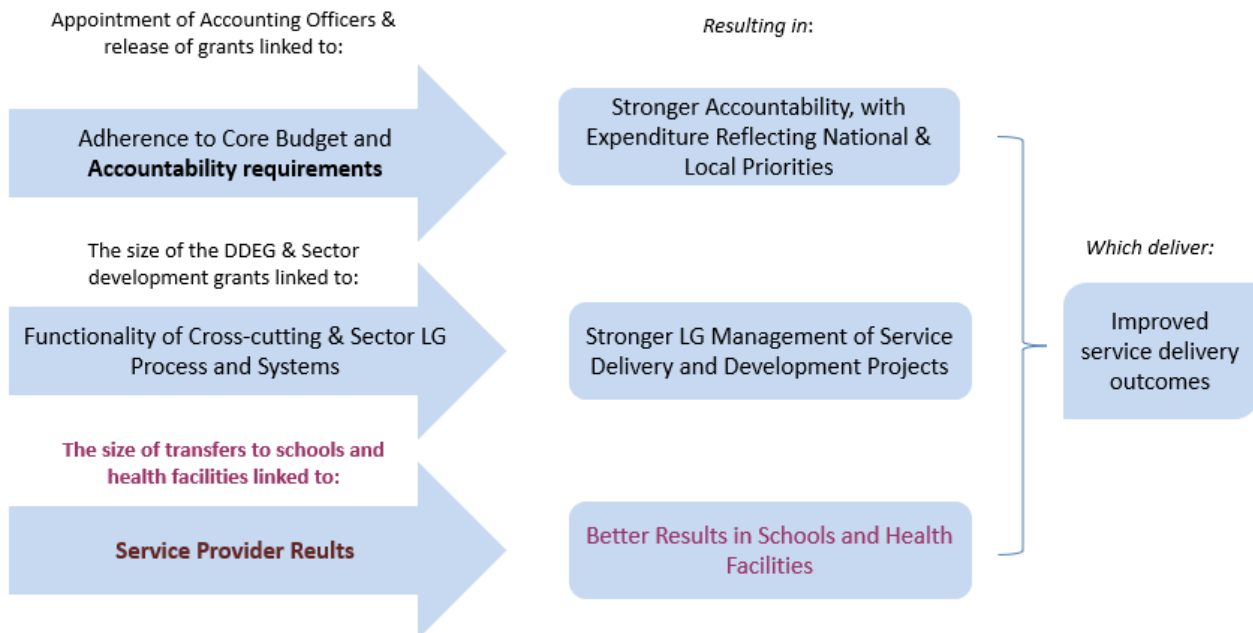 Appointment of Accounting Officers &
release of grants linked to:
Resulting in:
Adherence to Core Budget and
Accountability requirements
Stronger Accountability, with
Expenditure Reflecting National &
Local Priorities
The size of the DDEG & Sector
development grants linked to:
Which deliver:
Functionality of Cross-cutting & Sector LG
Process and Systems
Stronger LG Management of Service
Delivery and Development Projects
Improved
service delivery
outcomes
The size of transfers to schools and
health facilities linked to:
Service Provider Reults
Better Results in Schools and Health
Facilities